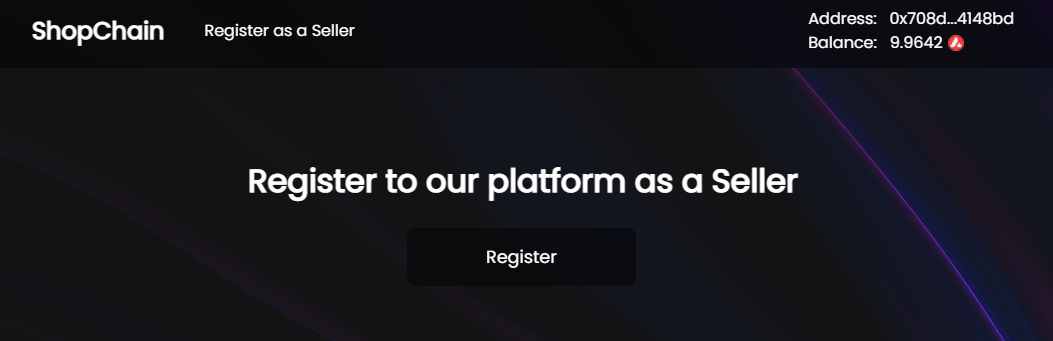 ShopChain
Register as a Seller
Address: 0x708d...4148bd
Balance: 9.9642
Register to our platform as a Seller
Register